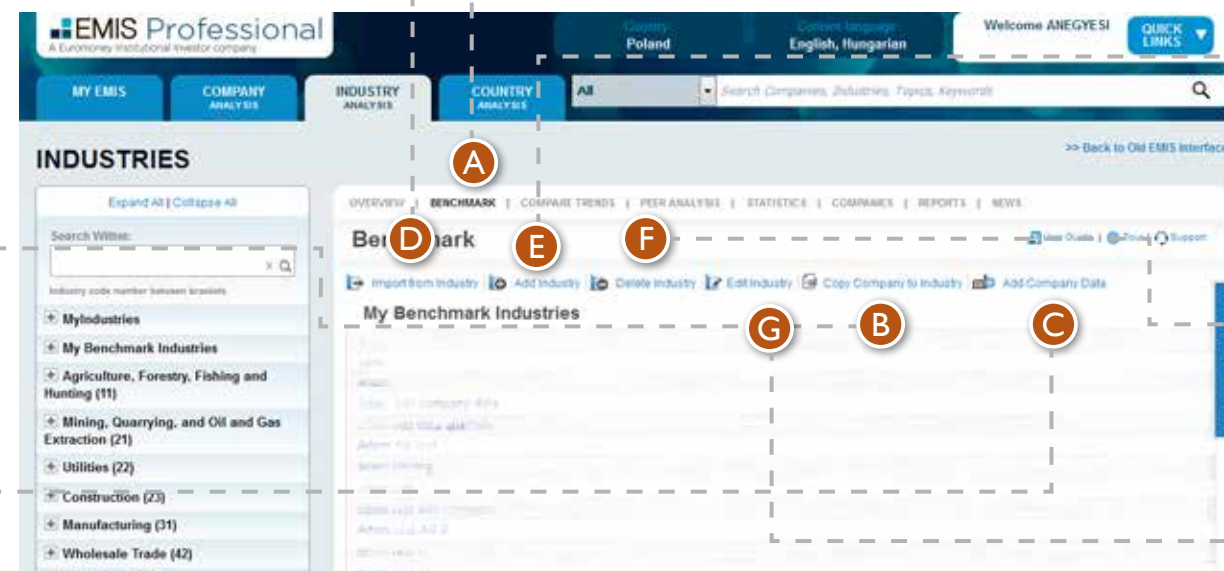 EMIS Professional
A Euromoney Institutional Investor company
Country
Poland
Content language
English, Hungarian
Welcome ANEGYESI
QUICK LINKS
MY EMIS
COMPANY ANALYSIS
INDUSTRY ANALYSIS
COUNTRY ANALYSIS
All
Search Companies, Industries, Topics, Keywords
>> Back to Old EMIS Interface
INDUSTRIES
A
Expand All | Collapse All
OVERVIEW | BENCHMARK | COMPARE TRENDS | PEER ANALYSIS | STATISTICS | COMPANIES | REPORTS | NEWS
Search Within:
Benchmark
D
E
F
User Guide | Support
Industry code number between brackets
Import from Industry Add Industry Delete Industry Edit Industry Copy Company to Industry Add Company Data
My Benchmark Industries
G
B
C
+ MyIndustries
+ My Benchmark Industries
+ Agriculture, Forestry, Fishing and Hunting (11)
+ Mining, Quarrying, and Oil and Gas Extraction (21)
+ Utilities (22)
+ Construction (23)
+ Manufacturing (31)
+ Wholesale Trade (42)